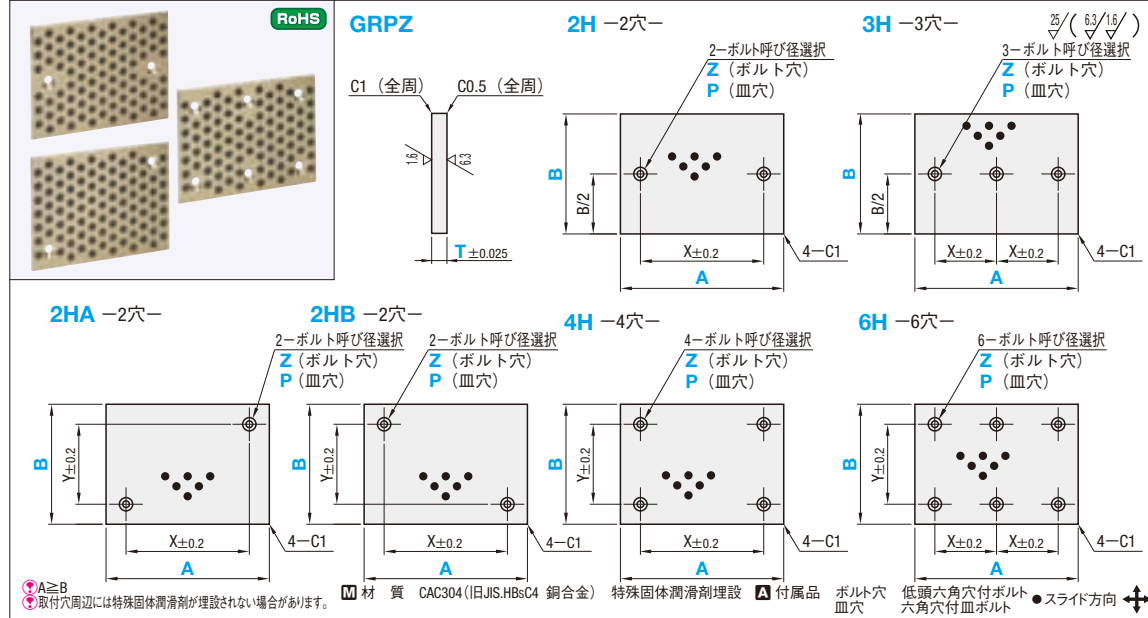 RoHS
GRPZ
C1（全周） C0.5（全周）
1.6
6.3
T±0.025
2H −2穴−
2−ボルト呼び径選択
Z（ボルト穴）
P（皿穴）
B
B/2
X±0.2
A
4−C1
3H −3穴−
25/( 6.3/ 1.6/ )
3−ボルト呼び径選択
Z（ボルト穴）
P（皿穴）
B
B/2
X±0.2 X±0.2
A
4−C1
2HA −2穴−
2−ボルト呼び径選択
Z（ボルト穴）
P（皿穴）
B
Y±0.2
X±0.2
A
4−C1
2HB −2穴−
2−ボルト呼び径選択
Z（ボルト穴）
P（皿穴）
B
Y±0.2
X±0.2
A
4−C1
4H −4穴−
4−ボルト呼び径選択
Z（ボルト穴）
P（皿穴）
B
Y±0.2
X±0.2
A
4−C1
6H −6穴−
6−ボルト呼び径選択
Z（ボルト穴）
P（皿穴）
B
Y±0.2
X±0.2 X±0.2
A
4−C1
A≧B
取付穴周辺には特殊固体潤滑剤が埋設されない場合があります。
M 材 質 CAC304(旧JIS.HBsC4 銅合金) 特殊固体潤滑剤埋設
A 付属品 ボルト穴 低頭六角穴付ボルト
皿穴 六角穴付皿ボルト
●スライド方向